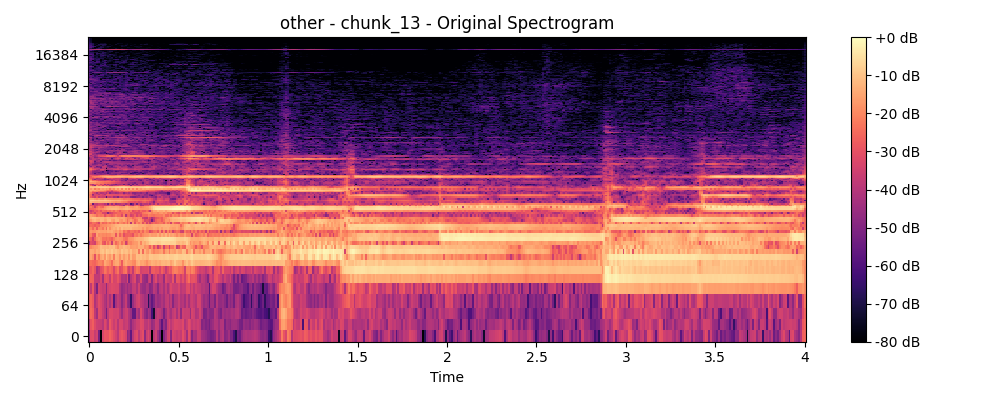 other - chunk_13 - Original Spectrogram
16384
8192
4096
2048
1024
512
256
128
64
0
Hz
0
0.5
1
1.5
2
2.5
3
3.5
4
Time
+0 dB
-10 dB
-20 dB
-30 dB
-40 dB
-50 dB
-60 dB
-70 dB
-80 dB